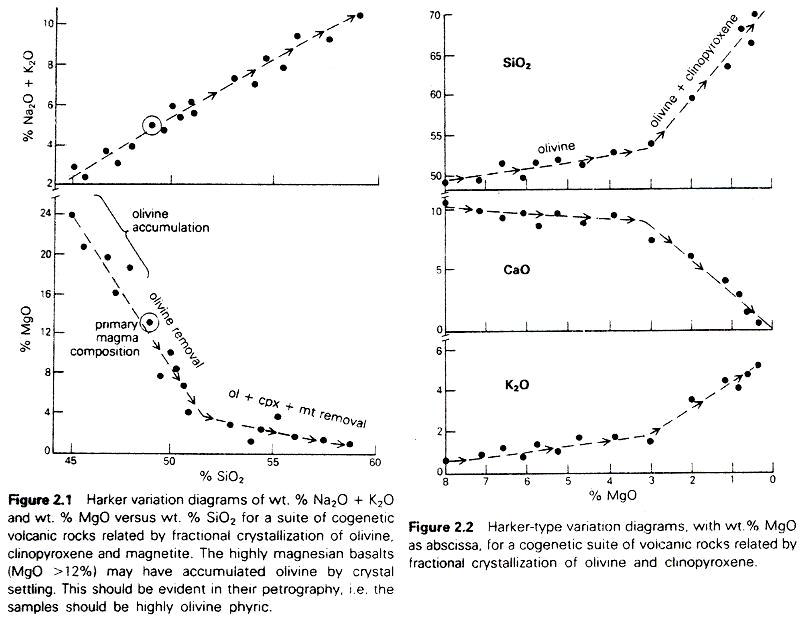 % Na2O + K2O
10
8
6
4
2
% MgO
24
20
16
12
8
4
0
olivine
accumulation
olivine removal
primary
magma
composition
ol + cpx + mt removal
45
50
55
60
% SiO2
Figure 2.1 Harker variation diagrams of wt. % Na2O + K2O
and wt. % MgO versus wt. % SiO2 for a suite of cogenetic
volcanic rocks related by fractional crystallization of olivine,
clinopyroxene and magnetite. The highly magnesian basalts
(MgO >12%) may have accumulated olivine by crystal
settling. This should be evident in their petrography, i.e. the
samples should be highly olivine phyric.
70
65
60
55
50
SiO2
olivine
olivine + clinopyroxene
10
5
0
CaO
6
4
2
0
K2O
8
7
6
5
4
3
2
1
0
% MgO
Figure 2.2 Harker-type variation diagrams, with wt.% MgO
as abscissa, for a cogenetic suite of volcanic rocks related by
fractional crystallization of olivine and clinopyroxene.